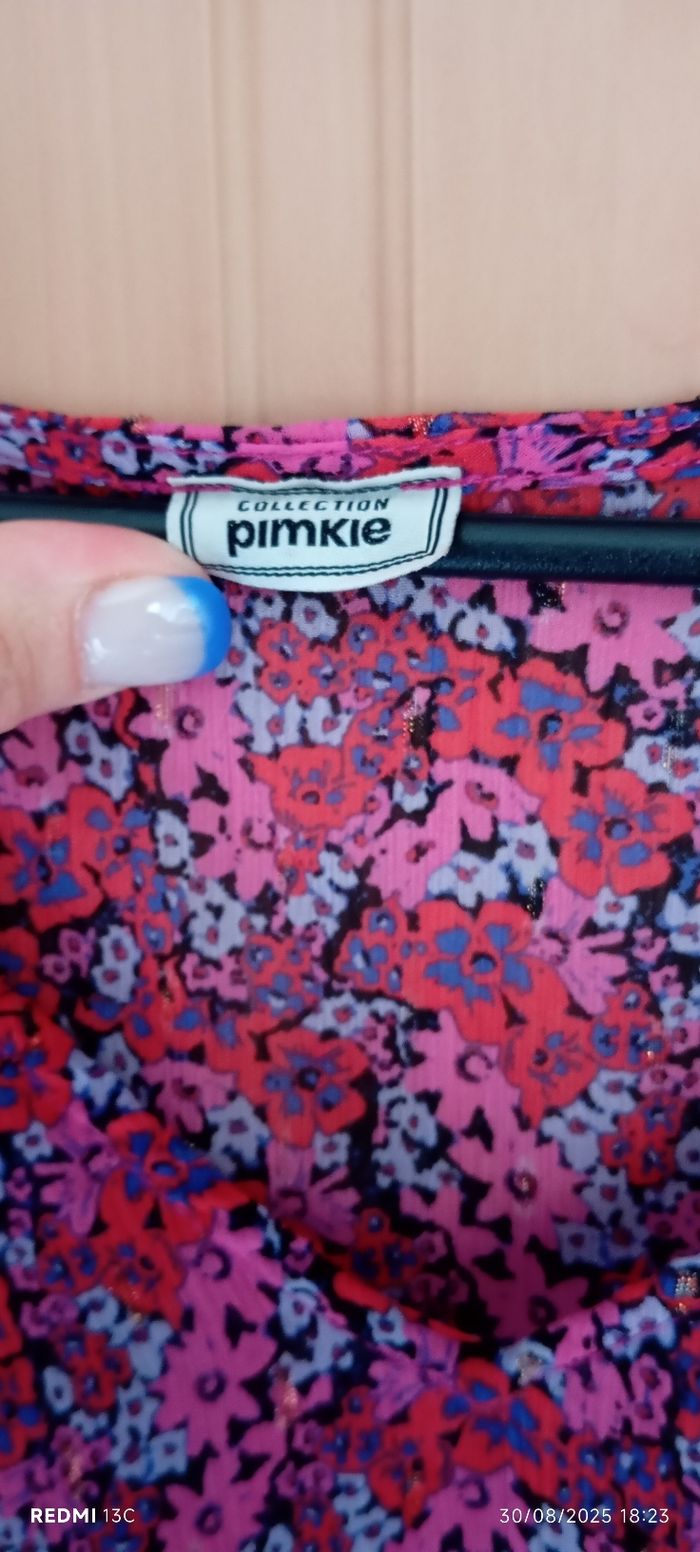 COLLECTION
pimkie
REDMI 13C
30/08/2025 18:23